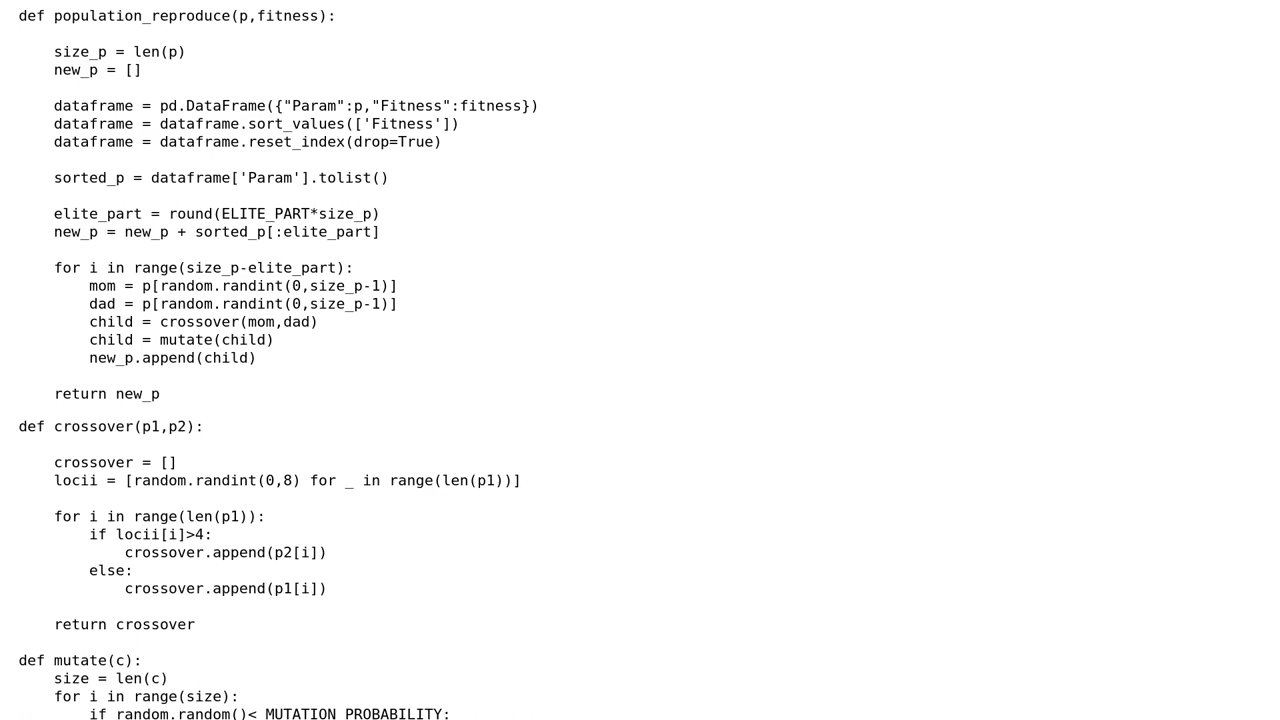 def population_reproduce(p,fitness):
    size_p = len(p)
    new_p = []
    dataframe = pd.DataFrame({"Param":p,"Fitness":fitness})
    dataframe = dataframe.sort_values(['Fitness'])
    dataframe = dataframe.reset_index(drop=True)
    sorted_p = dataframe['Param'].tolist()
    elite_part = round(ELITE_PART*size_p)
    new_p = new_p + sorted_p[:elite_part]
    for i in range(size_p-elite_part):
        mom = p[random.randint(0,size_p-1)]
        dad = p[random.randint(0,size_p-1)]
        child = crossover(mom,dad)
        child = mutate(child)
        new_p.append(child)
    return new_p
def crossover(p1,p2):
    crossover = []
    locii = [random.randint(0,8) for _ in range(len(p1))]
    for i in range(len(p1)):
        if locii[i]>4:
            crossover.append(p2[i])
        else:
            crossover.append(p1[i])
    return crossover
def mutate(c):
    size = len(c)
    for i in range(size):
        if random.random()< MUTATION_PROBABILITY: